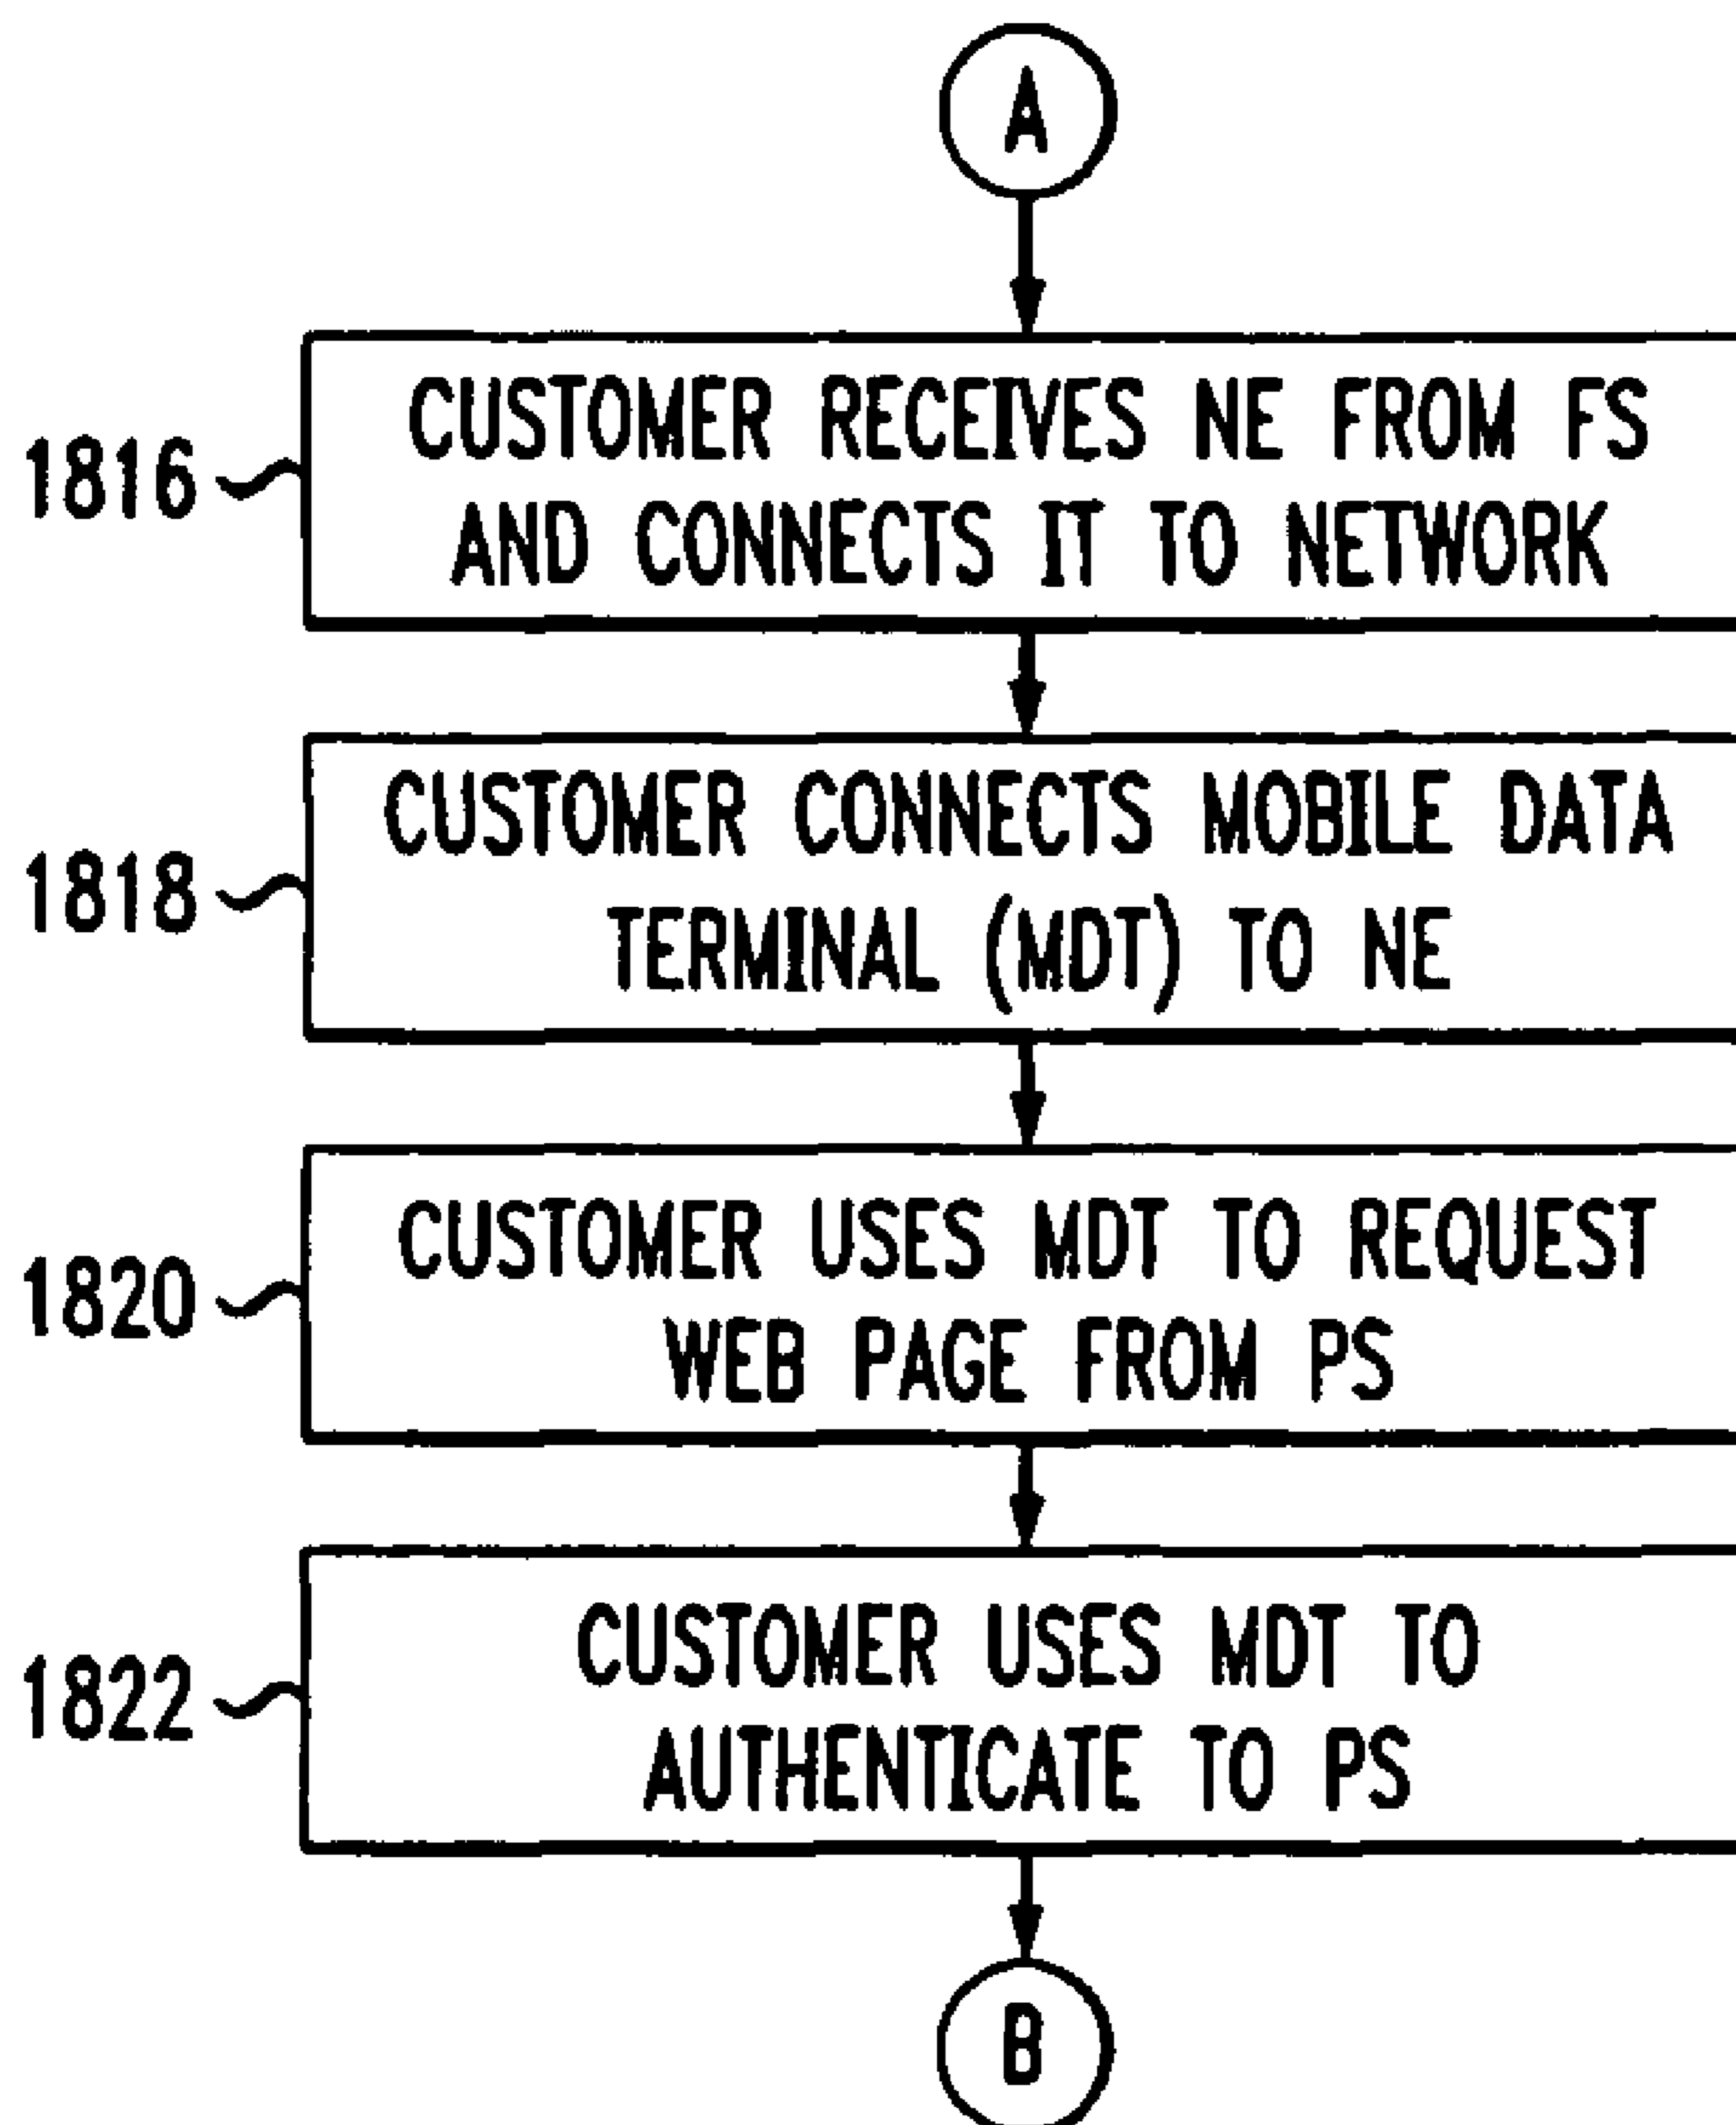 A
1816
CUSTOMER RECEIVES NE FROM FS
AND CONNECTS IT TO NETWORK
1818
CUSTOMER CONNECTS MOBILE DATA
TERMINAL (MDT) TO NE
1820
CUSTOMER USES MDT TO REQUEST
WEB PAGE FROM PS
1822
CUSTOMER USES MDT TO
AUTHENTICATE TO PS
B